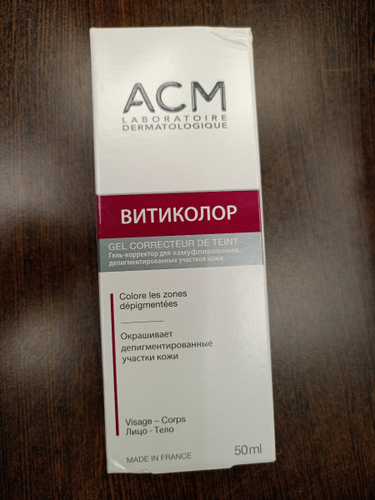 ACM
LABORATOIRE
DERMATOLOGIQUE
ВИТИКОЛОР
GEL CORRECTEUR DE TEINT
Гель-корректор для камуфлирования
депигментированных участков кожи
Colore les zones
dépigmentées
Окрашивает
депигментированные
участки кожи
Visage – Corps
Лицо - Тело
MADE IN FRANCE
50ml